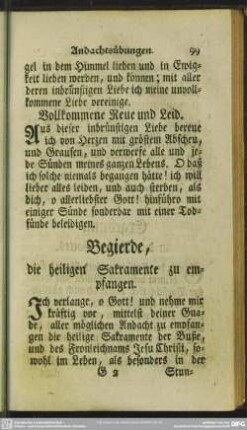 Andachtsübungen. 99
gel in dem Himmel lieben und in Ewig-
keit lieben werden, und können; mit aller
deren inbrünstigen Liebe ich meine unvoll-
kommene Liebe vereinige.
Vollkommene Reue und Leid.
Aus dieser inbrünstigen Liebe bereue
ich von Herzen mit größtem Abscheu,
und Grausen, und verwerfe alle und je-
de Sünden meines ganzen Lebens. O daß
ich solche niemals begangen hätte! ich will
lieber alles leiden, und auch sterben, als
dich, o allerliebster Gott! hinführo mit
einiger Sünde sonderbar mit einer Tod-
sünde beleidigen.
Begierde,
die heiligen Sakramente zu em-
pfangen.
Ich verlange, o Gott! und nehme mir
kräftig vor, mittelst deiner Gna-
de, aller möglichen Andacht zu empfan-
gen die heilige Sakramente der Buße,
und des Fronleichnams Jesu Christi, so-
wohl im Leben, als besonders in der
G 2 Stun-